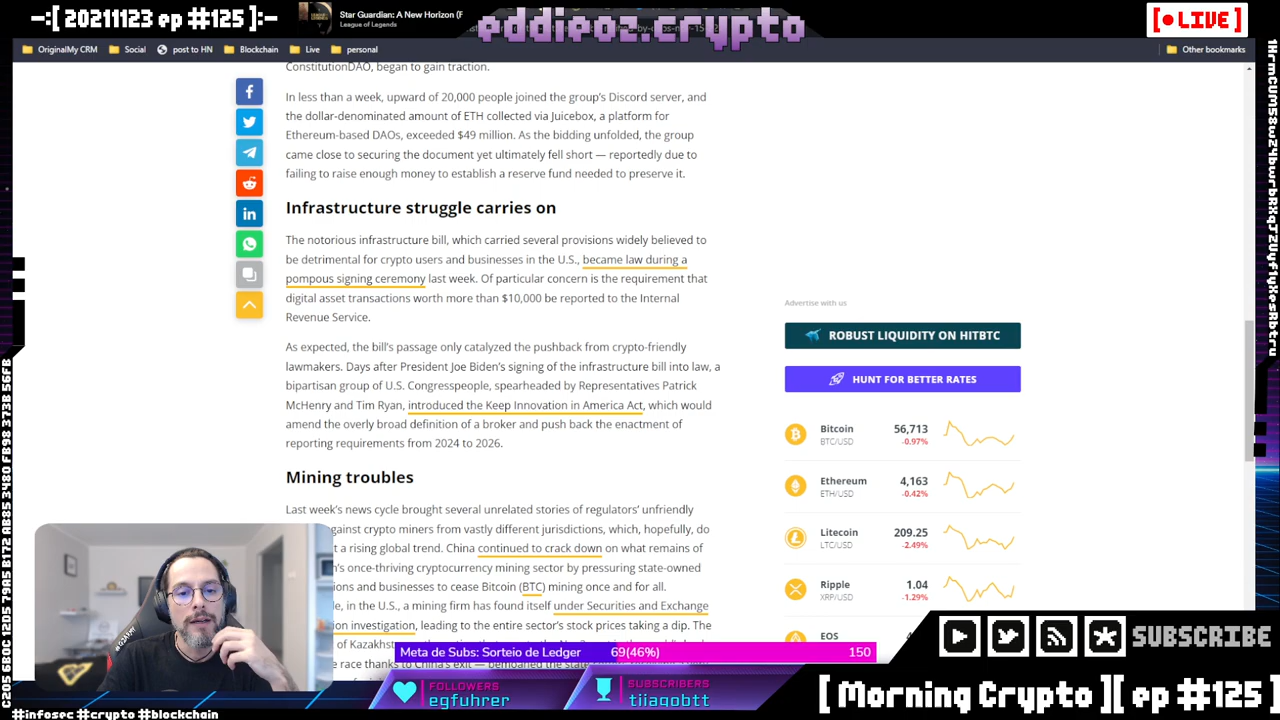 -:[ 20211123 ep #125 ]:-
Star Guardian: A New Horizon (F
League of Legends
eddieoz.crypto
[ LIVE ]
OriginalMy CRM
Social
post to HN
Blockchain
Live
personal
Other bookmarks
ConstitutionDAO, began to gain traction.
In less than a week, upward of 20,000 people joined the group's Discord server, and
the dollar-denominated amount of ETH collected via Juicebox, a platform for
Ethereum-based DAOs, exceeded $49 million. As the bidding unfolded, the group
came close to securing the document yet ultimately fell short — reportedly due to
failing to raise enough money to establish a reserve fund needed to preserve it.
Infrastructure struggle carries on
The notorious infrastructure bill, which carried several provisions widely believed to
be detrimental for crypto users and businesses in the U.S., became law during a
pompous signing ceremony last week. Of particular concern is the requirement that
digital asset transactions worth more than $10,000 be reported to the Internal
Revenue Service.
As expected, the bill's passage only catalyzed the pushback from crypto-friendly
lawmakers. Days after President Joe Biden's signing of the infrastructure bill into law, a
bipartisan group of U.S. Congresspeople, spearheaded by Representatives Patrick
McHenry and Tim Ryan, introduced the Keep Innovation in America Act, which would
amend the overly broad definition of a broker and push back the enactment of
reporting requirements from 2024 to 2026.
Mining troubles
Last week's news cycle brought several unrelated stories of regulators' unfriendly
against crypto miners from vastly different jurisdictions, which, hopefully, do
t a rising global trend. China continued to crack down on what remains of
n's once-thriving cryptocurrency mining sector by pressuring state-owned
ions and businesses to cease Bitcoin (BTC) mining once and for all.
le, in the U.S., a mining firm has found itself under Securities and Exchange
ion investigation, leading to the entire sector's stock prices taking a dip. The
of Kazakhst
e race thanks to China's exit — bemoaned the
Advertise with us
ROBUST LIQUIDITY ON HITBTC
HUNT FOR BETTER RATES
Bitcoin 56,713
BTC/USD -0.97%
Ethereum 4,163
ETH/USD -0.42%
Litecoin 209.25
LTC/USD -2.49%
Ripple 1.04
XRP/USD -1.29%
EOS
Meta de Subs: Sorteio de Ledger 69(46%) 150
FOLLOWERS
egfuhrer
SUBSCRIBERS
tiiagobtt
SUBSCRIBE
[ Morning Crypto ][ ep #125 ]
#infosec #crypto #blockchain